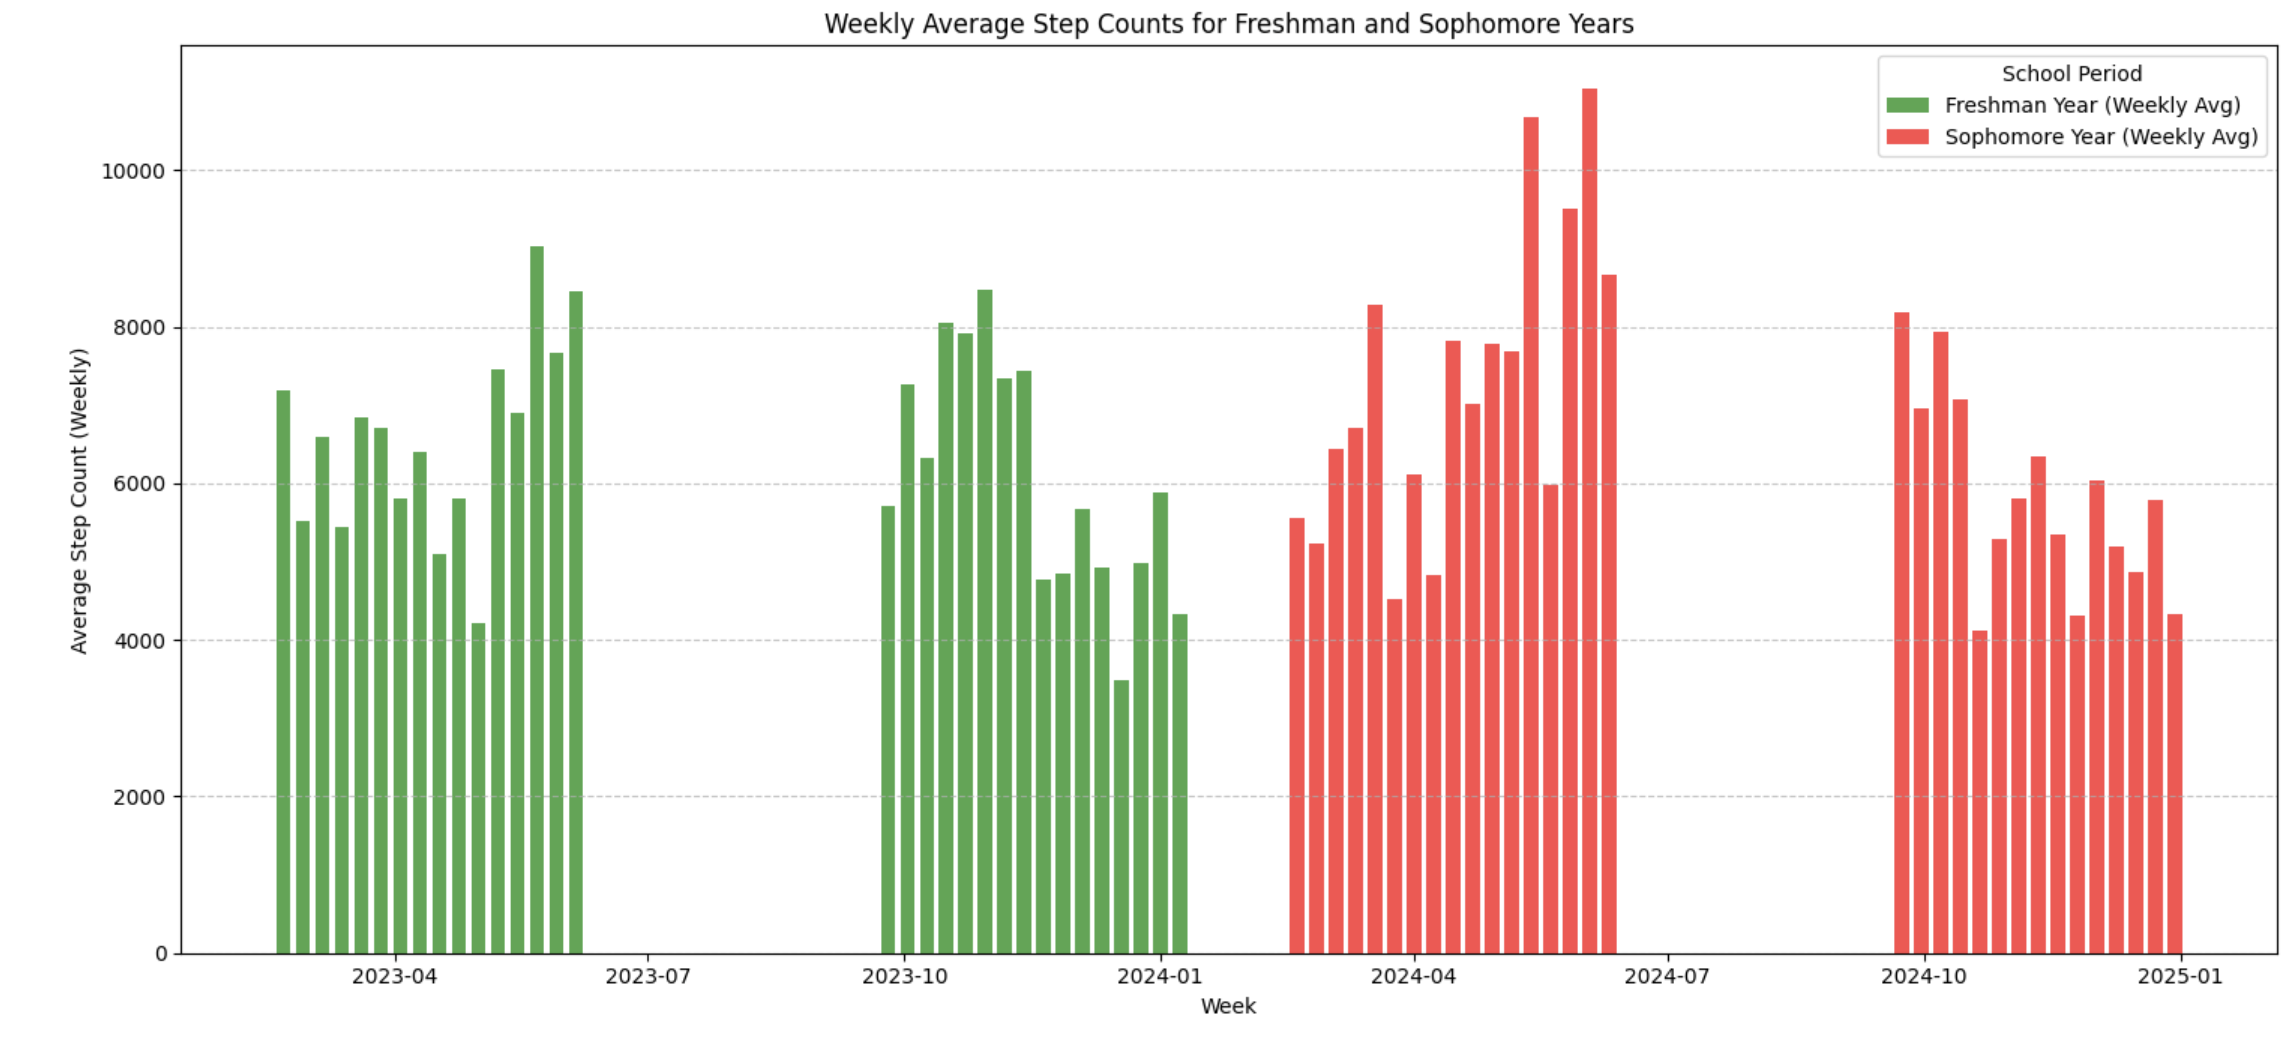 Weekly Average Step Counts for Freshman and Sophomore Years
School Period
Freshman Year (Weekly Avg)
Sophomore Year (Weekly Avg)
Average Step Count (Weekly)
10000
8000
6000
4000
2000
0
2023-04 2023-07 2023-10 2024-01 2024-04 2024-07 2024-10 2025-01
Week